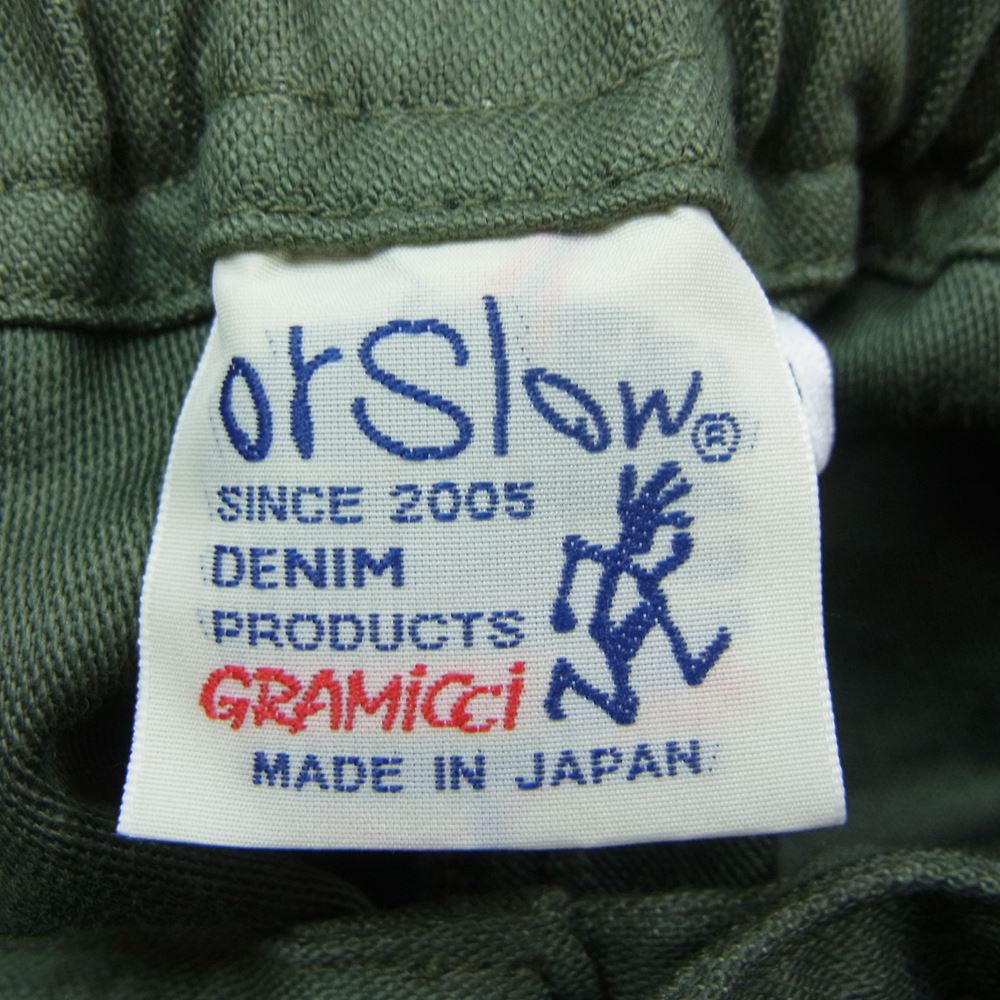 orSlow®
SINCE 2005
DENIM
PRODUCTS
GRAMiCCi
MADE IN JAPAN